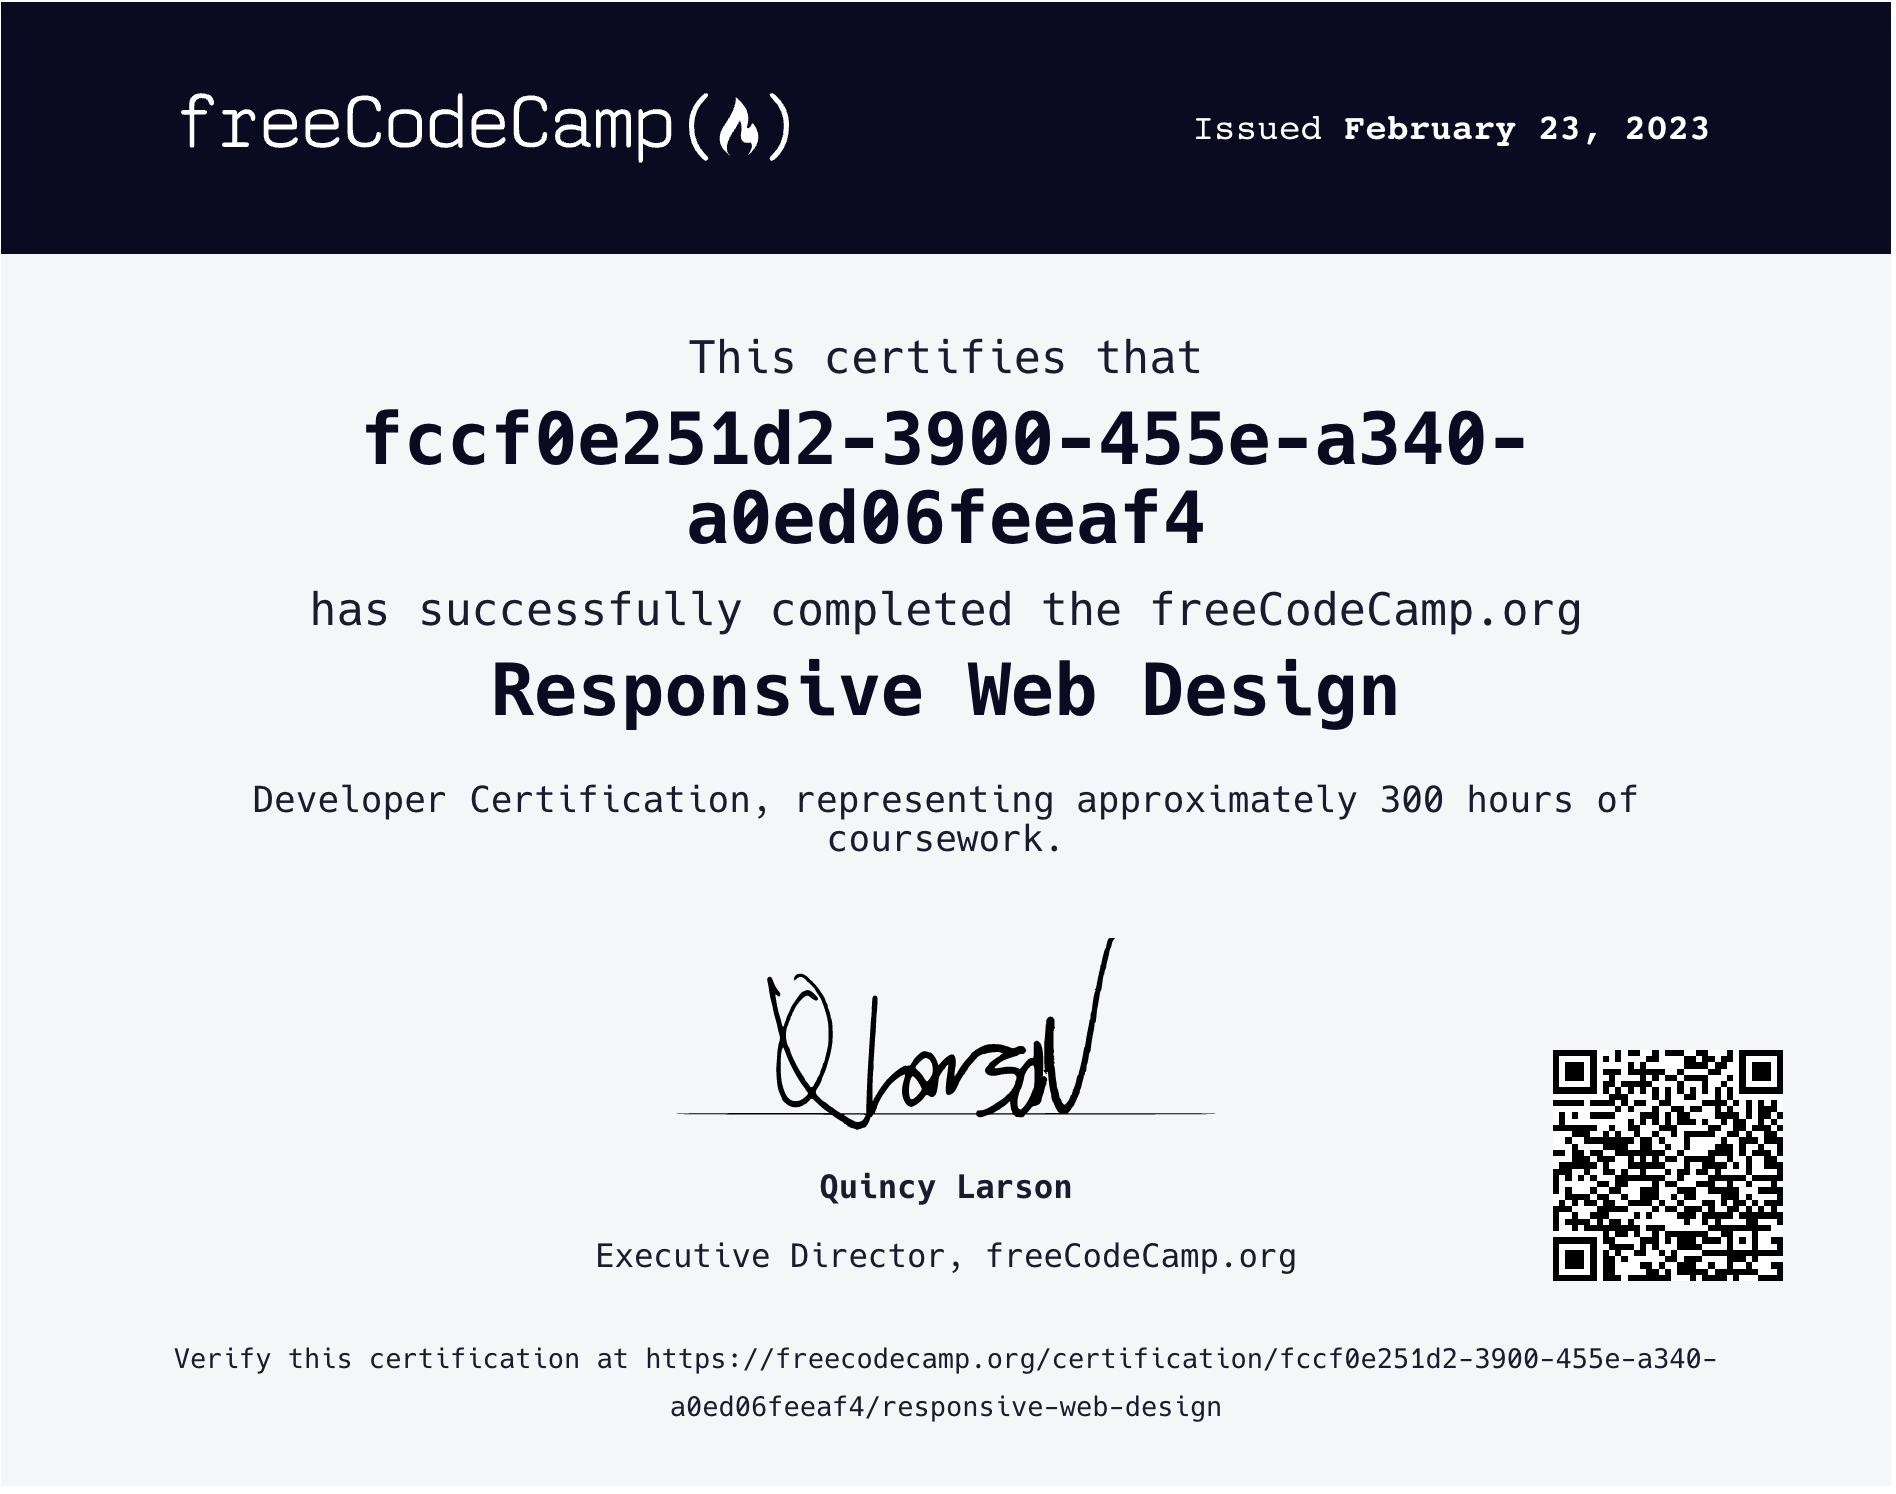 freeCodeCamp(🔥)
Issued February 23, 2023
This certifies that
fccf0e251d2-3900-455e-a340-
a0ed06feeaf4
has successfully completed the freeCodeCamp.org
Responsive Web Design
Developer Certification, representing approximately 300 hours of
coursework.
QLarson
Quincy Larson
Executive Director, freeCodeCamp.org
Verify this certification at https://freecodecamp.org/certification/fccf0e251d2-3900-455e-a340-
a0ed06feeaf4/responsive-web-design